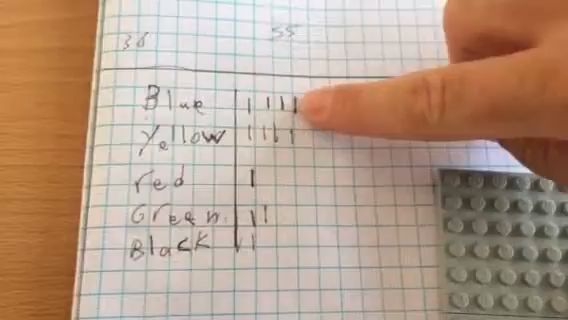 38 55
Blue | ||||
Yellow | ||||
red | |
Green | ||
Black | |